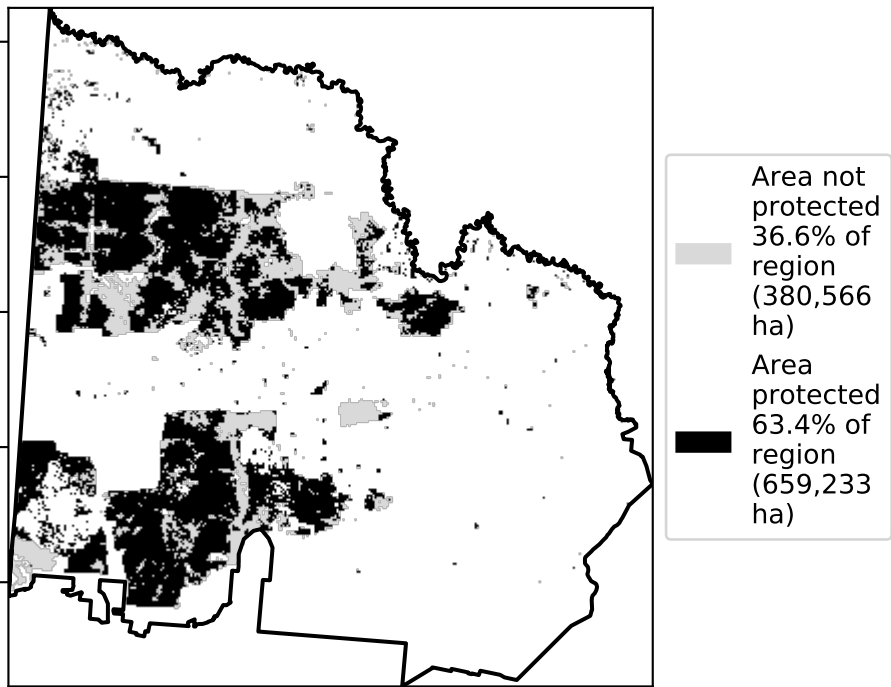 Area not
protected
36.6% of
region
(380,566
ha)
Area
protected
63.4% of
region
(659,233
ha)